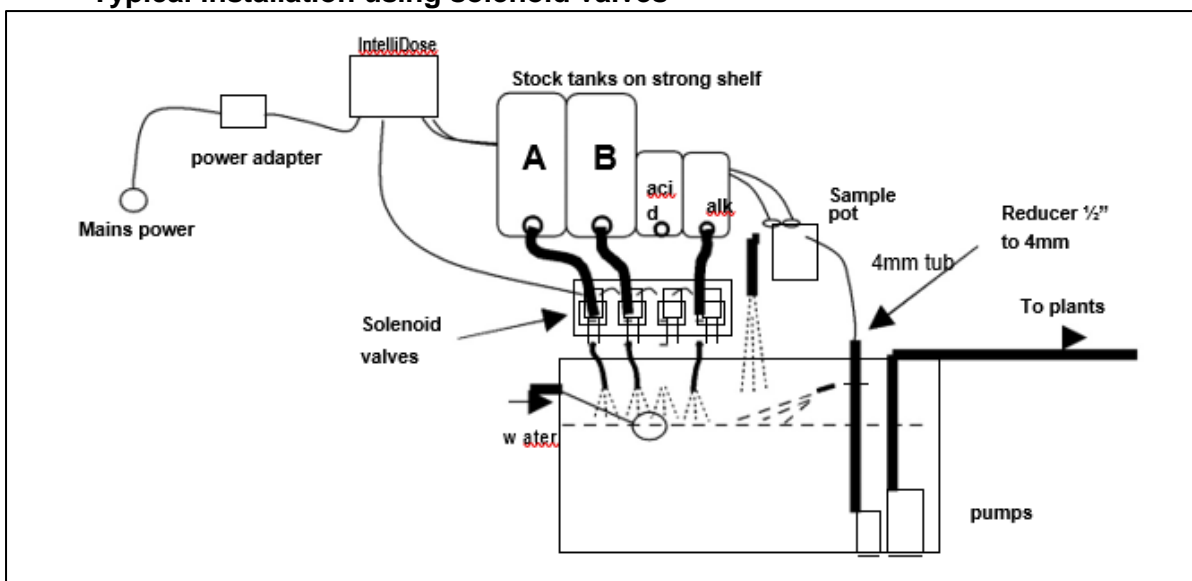 Typical installation using solenoid valves
IntelliDose
Stock tanks on strong shelf
A
B
aci
d
alk
power adapter
Mains power
Sample
pot
Reducer ½”
to 4mm
4mm tub
To plants
Solenoid
valves
w ater
pumps